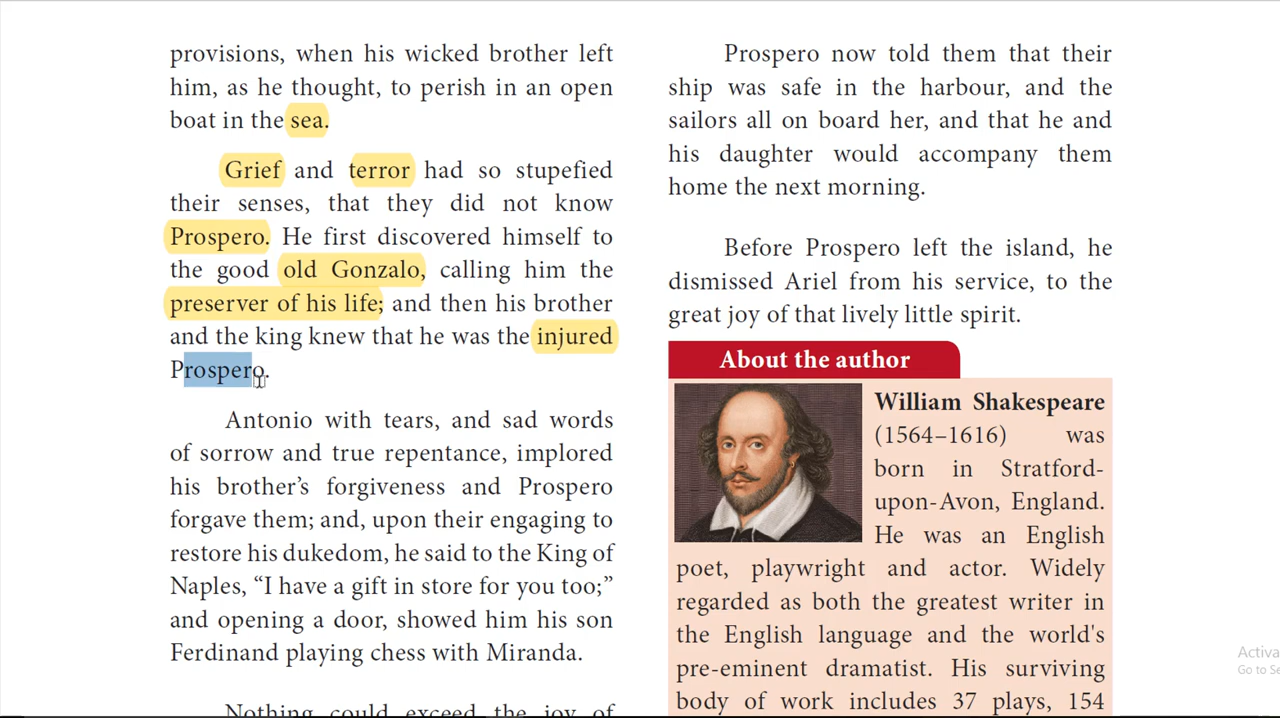 provisions, when his wicked brother left
him, as he thought, to perish in an open
boat in the sea.
Grief and terror had so stupefied
their senses, that they did not know
Prospero. He first discovered himself to
the good old Gonzalo, calling him the
preserver of his life; and then his brother
and the king knew that he was the injured
Prospero.
Antonio with tears, and sad words
of sorrow and true repentance, implored
his brother’s forgiveness and Prospero
forgave them; and, upon their engaging to
restore his dukedom, he said to the King of
Naples, “I have a gift in store for you too;”
and opening a door, showed him his son
Ferdinand playing chess with Miranda.
Nothing could exceed the joy of
Prospero now told them that their
ship was safe in the harbour, and the
sailors all on board her, and that he and
his daughter would accompany them
home the next morning.
Before Prospero left the island, he
dismissed Ariel from his service, to the
great joy of that lively little spirit.
About the author
William Shakespeare
(1564–1616) was
born in Stratford-
upon-Avon, England.
He was an English
poet, playwright and actor. Widely
regarded as both the greatest writer in
the English language and the world's
pre-eminent dramatist. His surviving
body of work includes 37 plays, 154
Activa
Go to Se